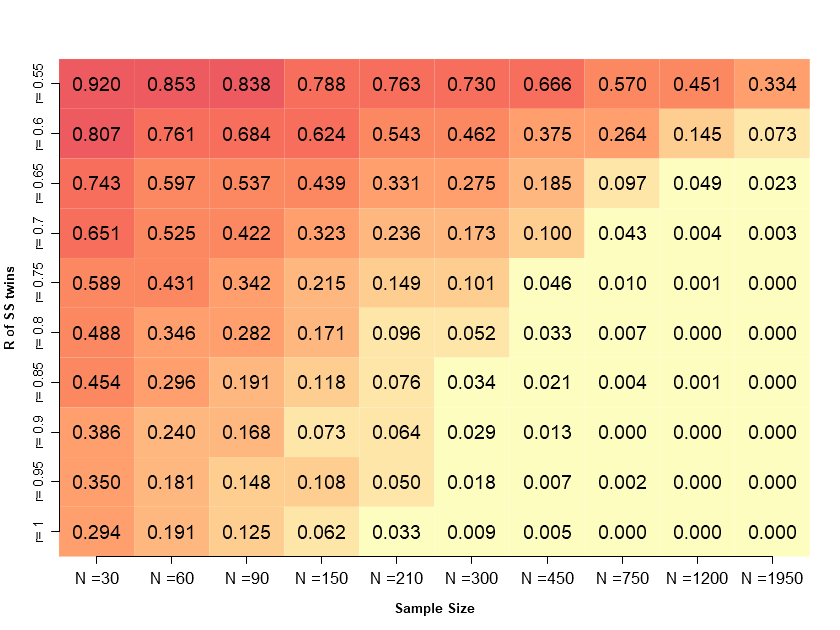 r= 0.55 0.920 0.853 0.838 0.788 0.763 0.730 0.666 0.570 0.451 0.334
r= 0.6 0.807 0.761 0.684 0.624 0.543 0.462 0.375 0.264 0.145 0.073
r= 0.65 0.743 0.597 0.537 0.439 0.331 0.275 0.185 0.097 0.049 0.023
r= 0.7 0.651 0.525 0.422 0.323 0.236 0.173 0.100 0.043 0.004 0.003
r= 0.75 0.589 0.431 0.342 0.215 0.149 0.101 0.046 0.010 0.001 0.000
r= 0.8 0.488 0.346 0.282 0.171 0.096 0.052 0.033 0.007 0.000 0.000
r= 0.85 0.454 0.296 0.191 0.118 0.076 0.034 0.021 0.004 0.001 0.000
r= 0.9 0.386 0.240 0.168 0.073 0.064 0.029 0.013 0.000 0.000 0.000
r= 0.95 0.350 0.181 0.148 0.108 0.050 0.018 0.007 0.002 0.000 0.000
r= 1 0.294 0.191 0.125 0.062 0.033 0.009 0.005 0.000 0.000 0.000
R of SS twins
N =30 N =60 N =90 N =150 N =210 N =300 N =450 N =750 N =1200 N =1950
Sample Size